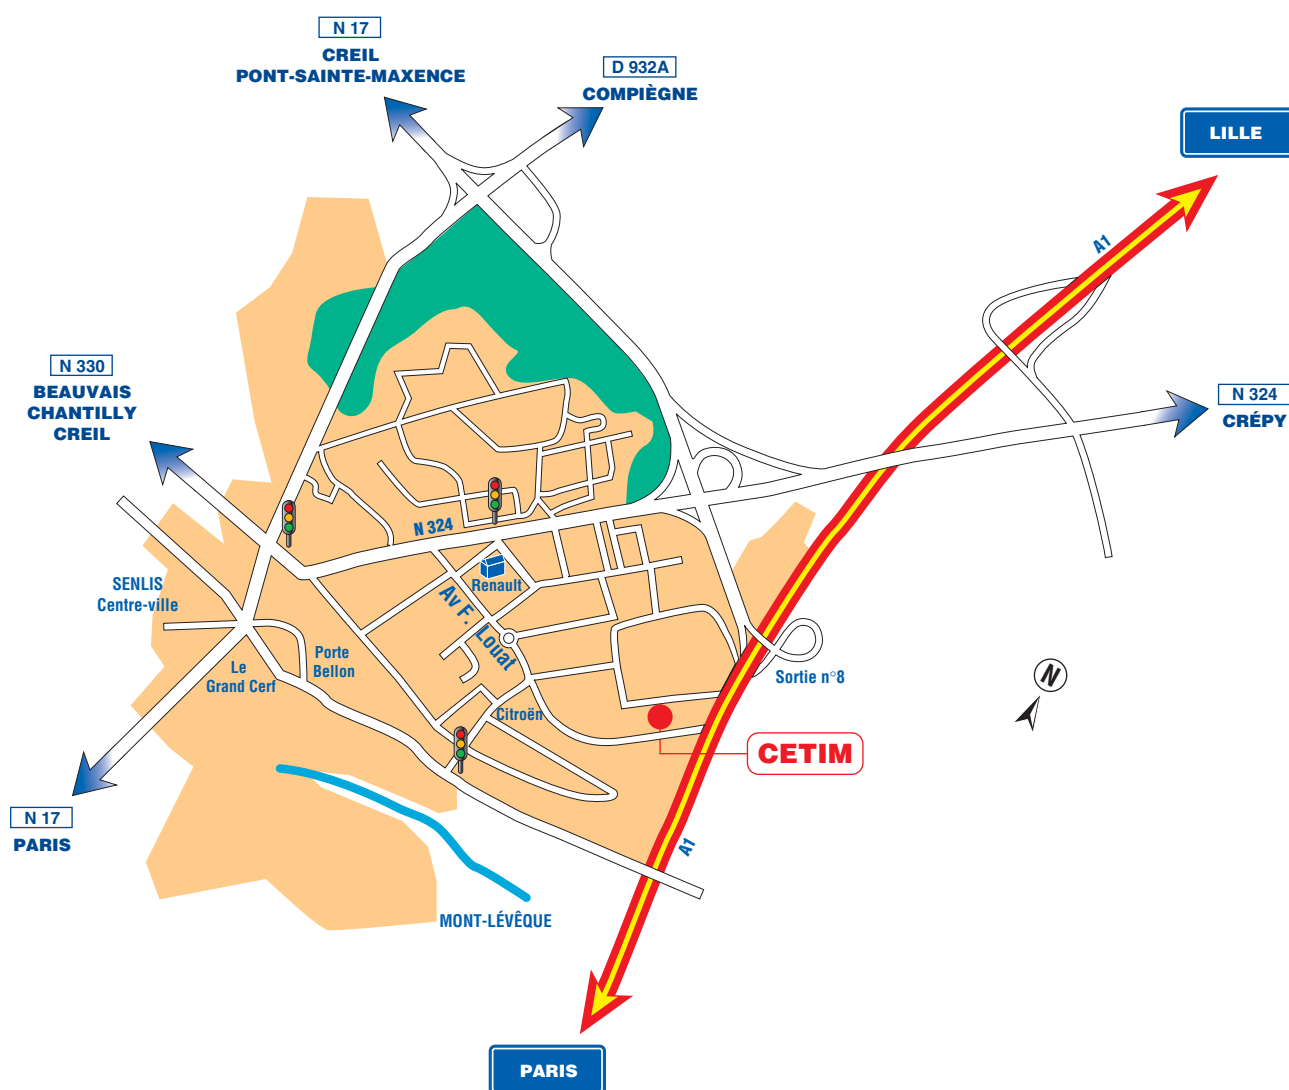 N 17
CREIL
PONT-SAINTE-MAXENCE
D 932A
COMPIÈGNE
LILLE
A1
N 330
BEAUVAIS
CHANTILLY
CREIL
N 324
CRÉPY
N 324
Renault
SENLIS
Centre-ville
Av F. Louat
Porte
Bellon
Le
Grand Cerf
Sortie n°8
N
Citroën
CETIM
N 17
PARIS
A1
MONT-LÉVÊQUE
PARIS